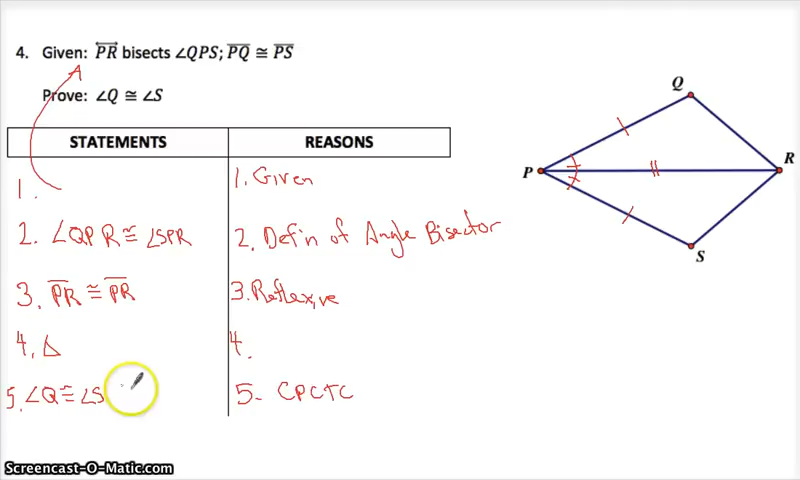 4. Given: PR bisects ∠QPS; PQ ≅ PS
Prove: ∠Q ≅ ∠S
STATEMENTS REASONS
1. 1. Given
2. ∠QPR ≅ ∠SPR 2. Def'n of Angle Bisector
3. PR ≅ PR 3. Reflexive
4. Δ 4.
5. ∠Q ≅ ∠S 5. CPCTC
Q
R
P
S
Screencast-O-Matic.com